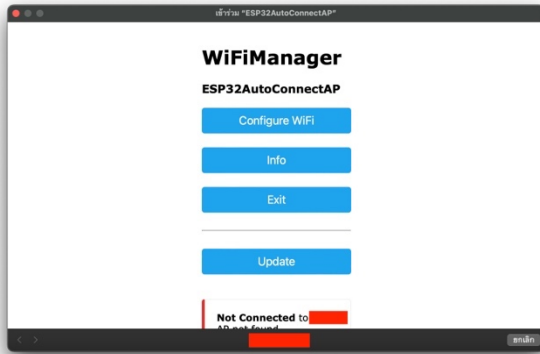 เข้าร่วม "ESP32AutoConnectAP"
WiFiManager
ESP32AutoConnectAP
Configure WiFi
Info
Exit
Update
Not Connected to
AP not found
ยกเลิก